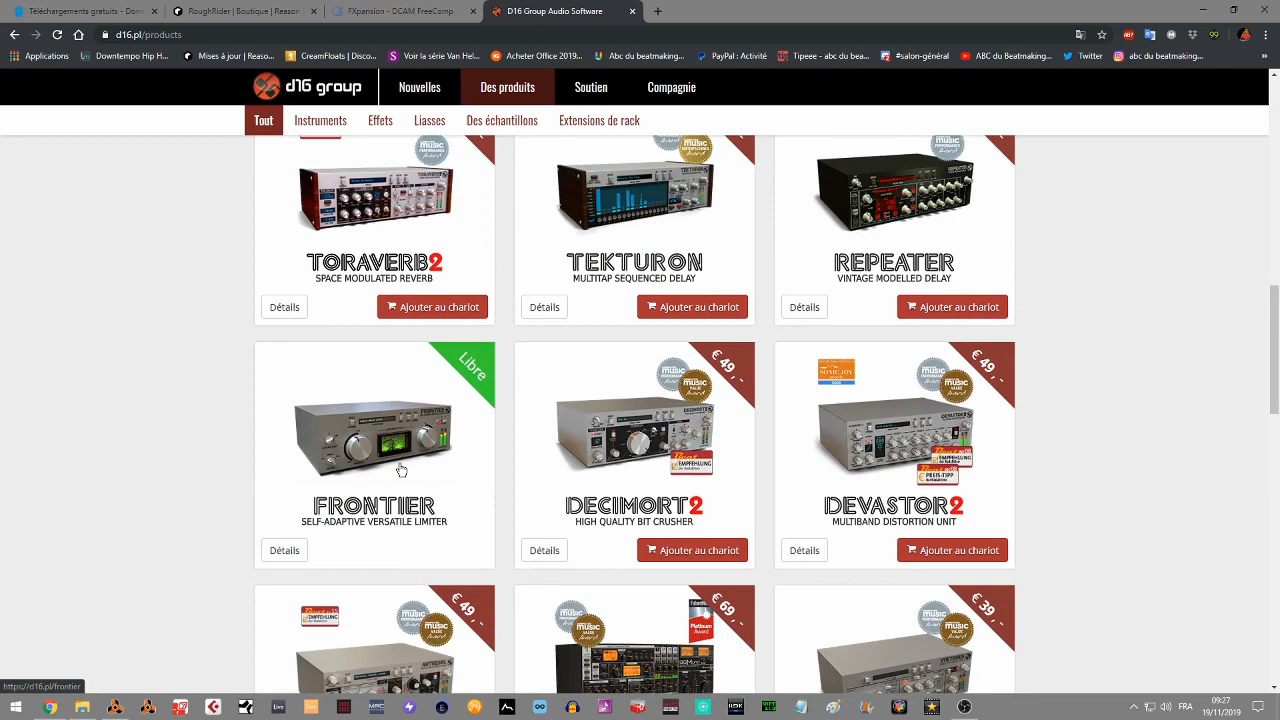 Téléchargements gratuits - Dom
RoughRider | Boutique | Reason
Expansion - DCAM FreeComp
D16 Group Audio Software
d16.pl/products
99
Applications
Downtempo Hip H...
Mises à jour | Cour...
CreamFloats | Disco...
Voir la série Van Hel...
Acheter Office 2019...
Abc du beatmaking...
PayPal : Activité
Tipeee - abc du bea...
#salon-général
ABC du Beatmaking...
Twitter
abc du beatmaking...
d16 group
Nouvelles
Des produits
Soutien
Compagnie
Tout
Instruments
Effets
Liasses
Des échantillons
Extensions de rack
TORAVERB2
SPACE MODULATED REVERB
TEKTURON
MULTITAP SEQUENCED DELAY
REPEATER
VINTAGE MODELLED DELAY
Détails
Ajouter au chariot
Détails
Ajouter au chariot
Détails
Ajouter au chariot
Libre
€ 49,-
€ 49,-
FRONTIER
SELF-ADAPTIVE VERSATILE LIMITER
DECIMORT2
HIGH QUALITY BIT CRUSHER
DEVASTOR2
MULTIBAND DISTORTION UNIT
Détails
Détails
Ajouter au chariot
Détails
Ajouter au chariot
€ 49,-
€ 69,-
€ 39,-
https://d16.pl/frontier
FRA
09:27
19/11/2019